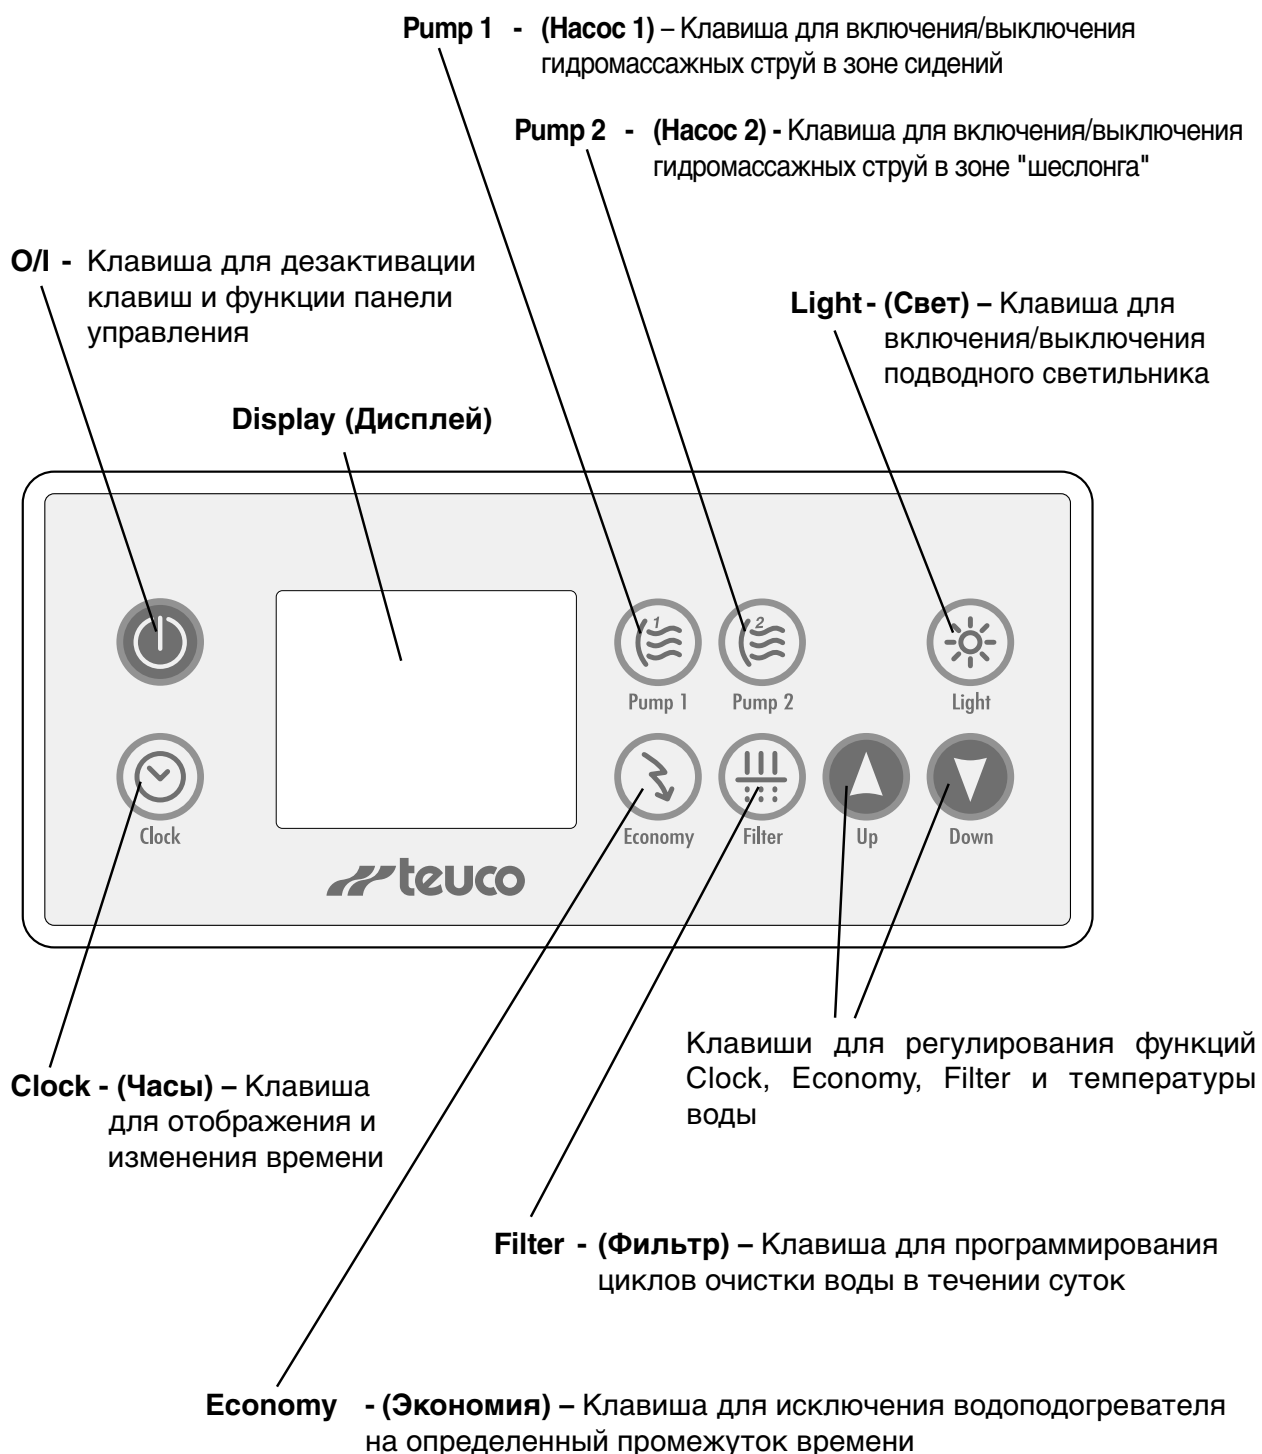 Pump 1 - (Насос 1) – Клавиша для включения/выключения
гидромассажных струй в зоне сидений
Pump 2 - (Насос 2) - Клавиша для включения/выключения
гидромассажных струй в зоне "шеслонга"
O/I - Клавиша для дезактивации
клавиш и функции панели
управления
Light - (Свет) – Клавиша для
включения/выключения
подводного светильника
Display (Дисплей)
1
2
Pump 1
Pump 2
Light
Clock
Economy
Filter
Up
Down
teuco
Клавиши для регулирования функций
Clock, Economy, Filter и температуры
воды
Clock - (Часы) – Клавиша
для отображения и
изменения времени
Filter - (Фильтр) – Клавиша для программирования
циклов очистки воды в течении суток
Economy - (Экономия) – Клавиша для исключения водоподогревателя
на определенный промежуток времени